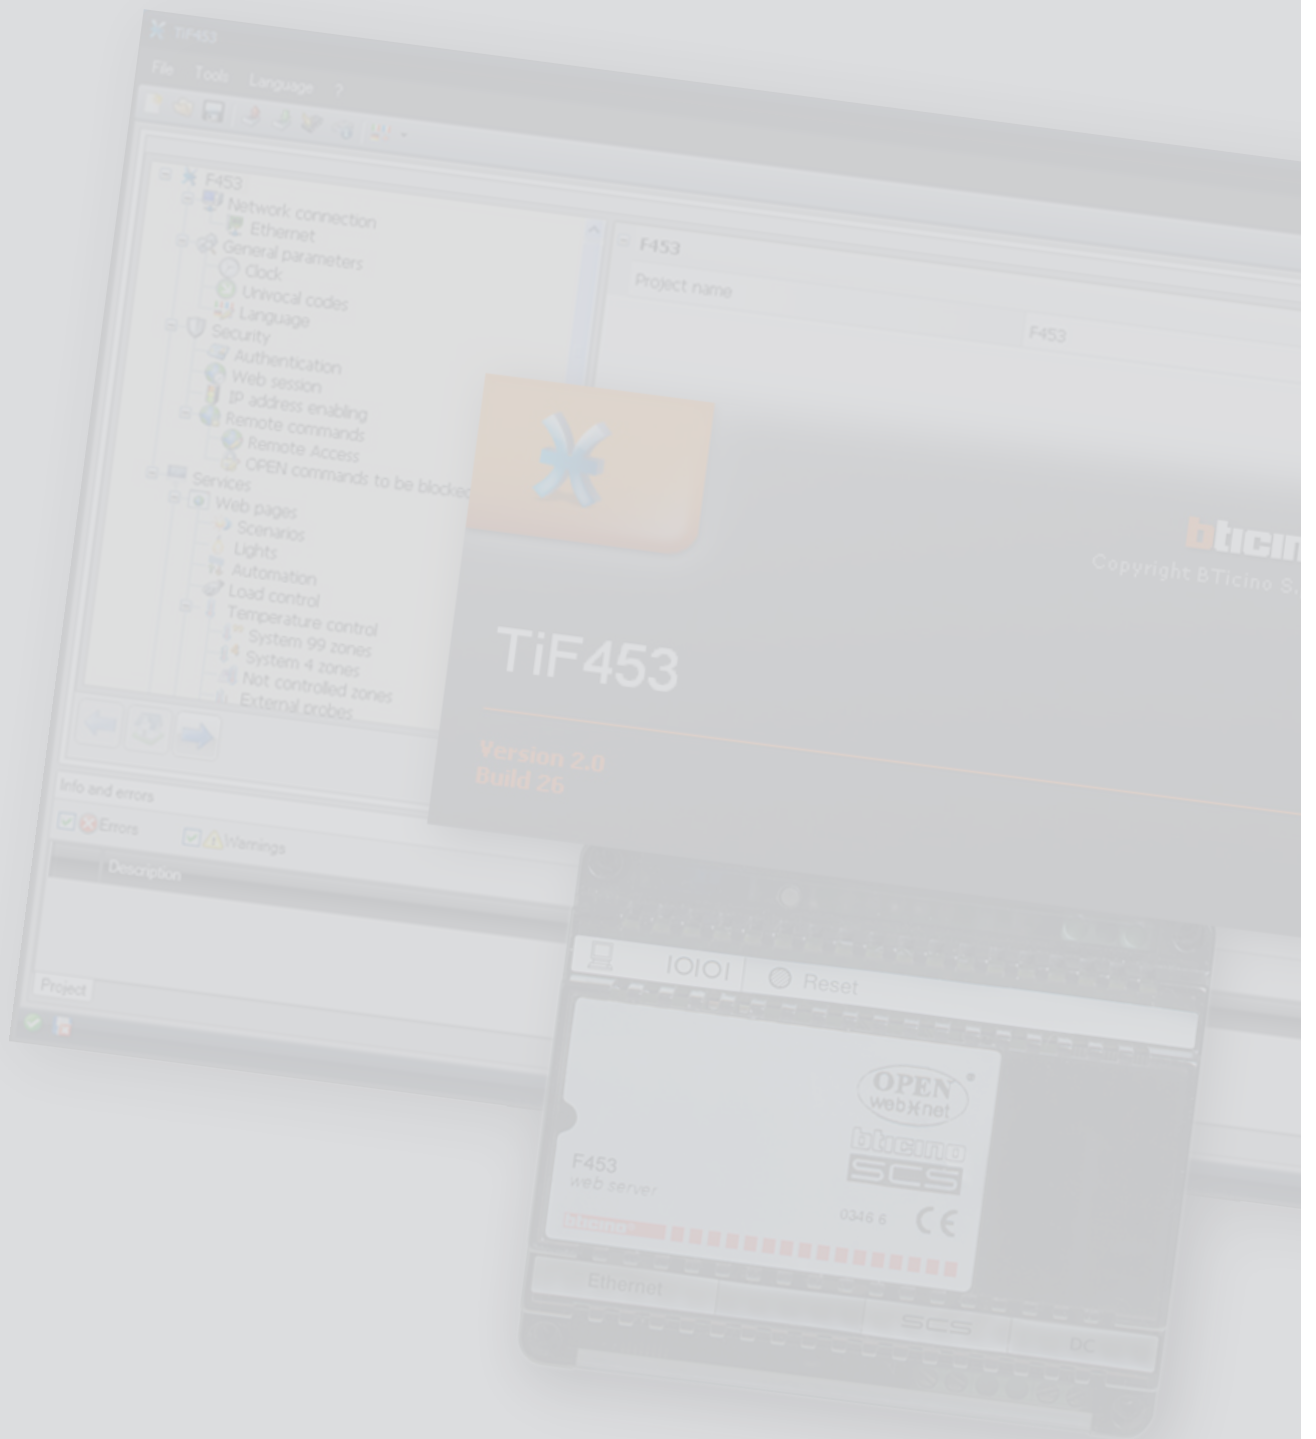 TiF453
File Tools Language ?
F453
Network connection
Ethernet
General parameters
Clock
Univocal codes
Language
Security
Authentication
Web session
IP address enabling
Remote commands
Remote Access
OPEN commands to be blocked
Services
Web pages
Scenarios
Lights
Automation
Load control
Temperature control
System 99 zones
System 4 zones
Not controlled zones
External probes
F453
Project name
F453
Info and errors
Errors Warnings
Description
Project
Copyright BTicino S.
TiF453
Version 2.0
Build 26
Reset
OPEN
web net
bticino
SCS
F453
web server
0346 6 CE
bticino
Ethernet
SCS
DC